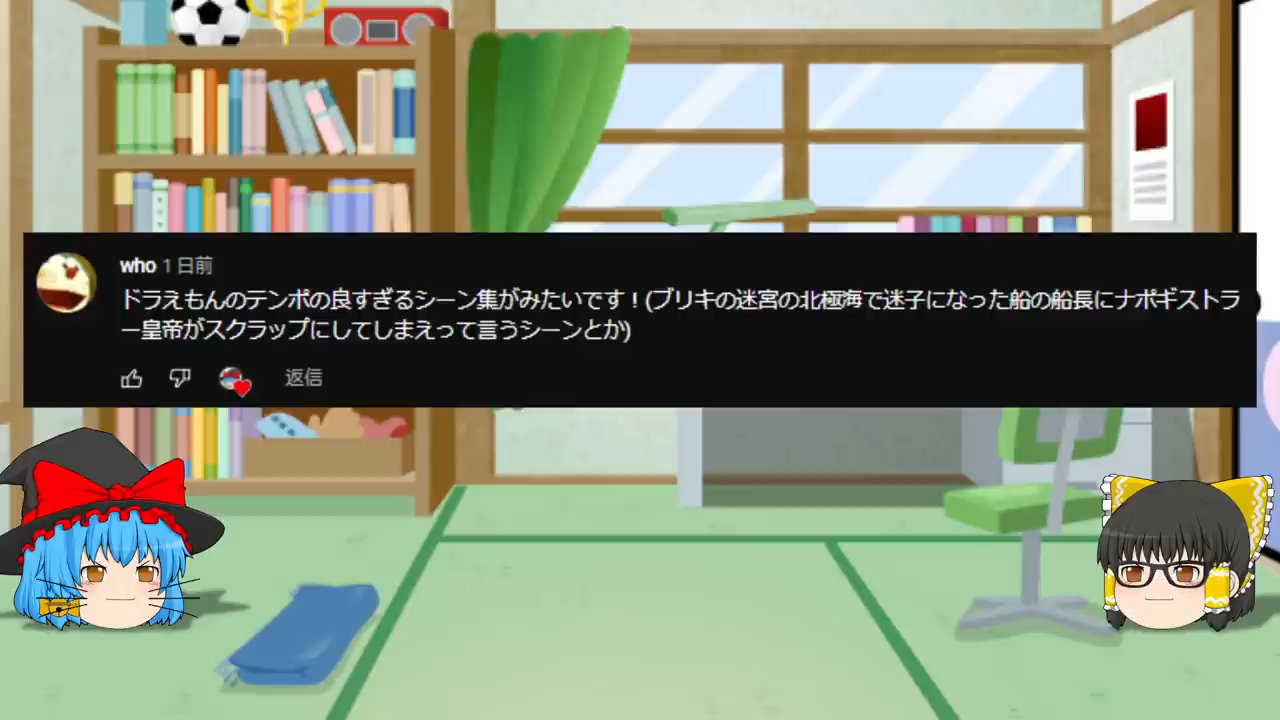 who 1 日前
ドラえもんのテンポの良すぎるシーン集がみたいです！(ブリキの迷宮の北極海で迷子になった船の船長にナポギストラ
ー皇帝がスクラップにしてしまえって言うシーンとか)
返信